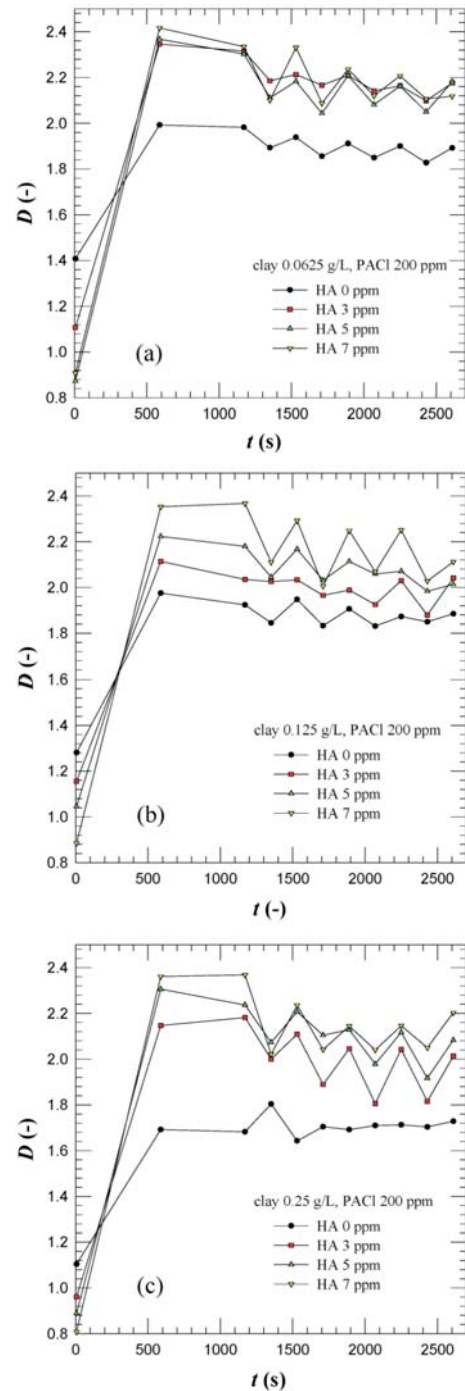 2.4
2.2
2.0
1.8
1.6
1.4
1.2
1.0
0.8
D (-)
clay 0.0625 g/L, PACl 200 ppm
HA 0 ppm
HA 3 ppm
HA 5 ppm
HA 7 ppm
(a)
0 500 1000 1500 2000 2500
t (s)
2.4
2.2
2.0
1.8
1.6
1.4
1.2
1.0
0.8
D (-)
clay 0.125 g/L, PACl 200 ppm
HA 0 ppm
HA 3 ppm
HA 5 ppm
HA 7 ppm
(b)
0 500 1000 1500 2000 2500
t (-)
2.4
2.2
2.0
1.8
1.6
1.4
1.2
1.0
0.8
D (-)
clay 0.25 g/L, PACl 200 ppm
HA 0 ppm
HA 3 ppm
HA 5 ppm
HA 7 ppm
(c)
0 500 1000 1500 2000 2500
t (s)